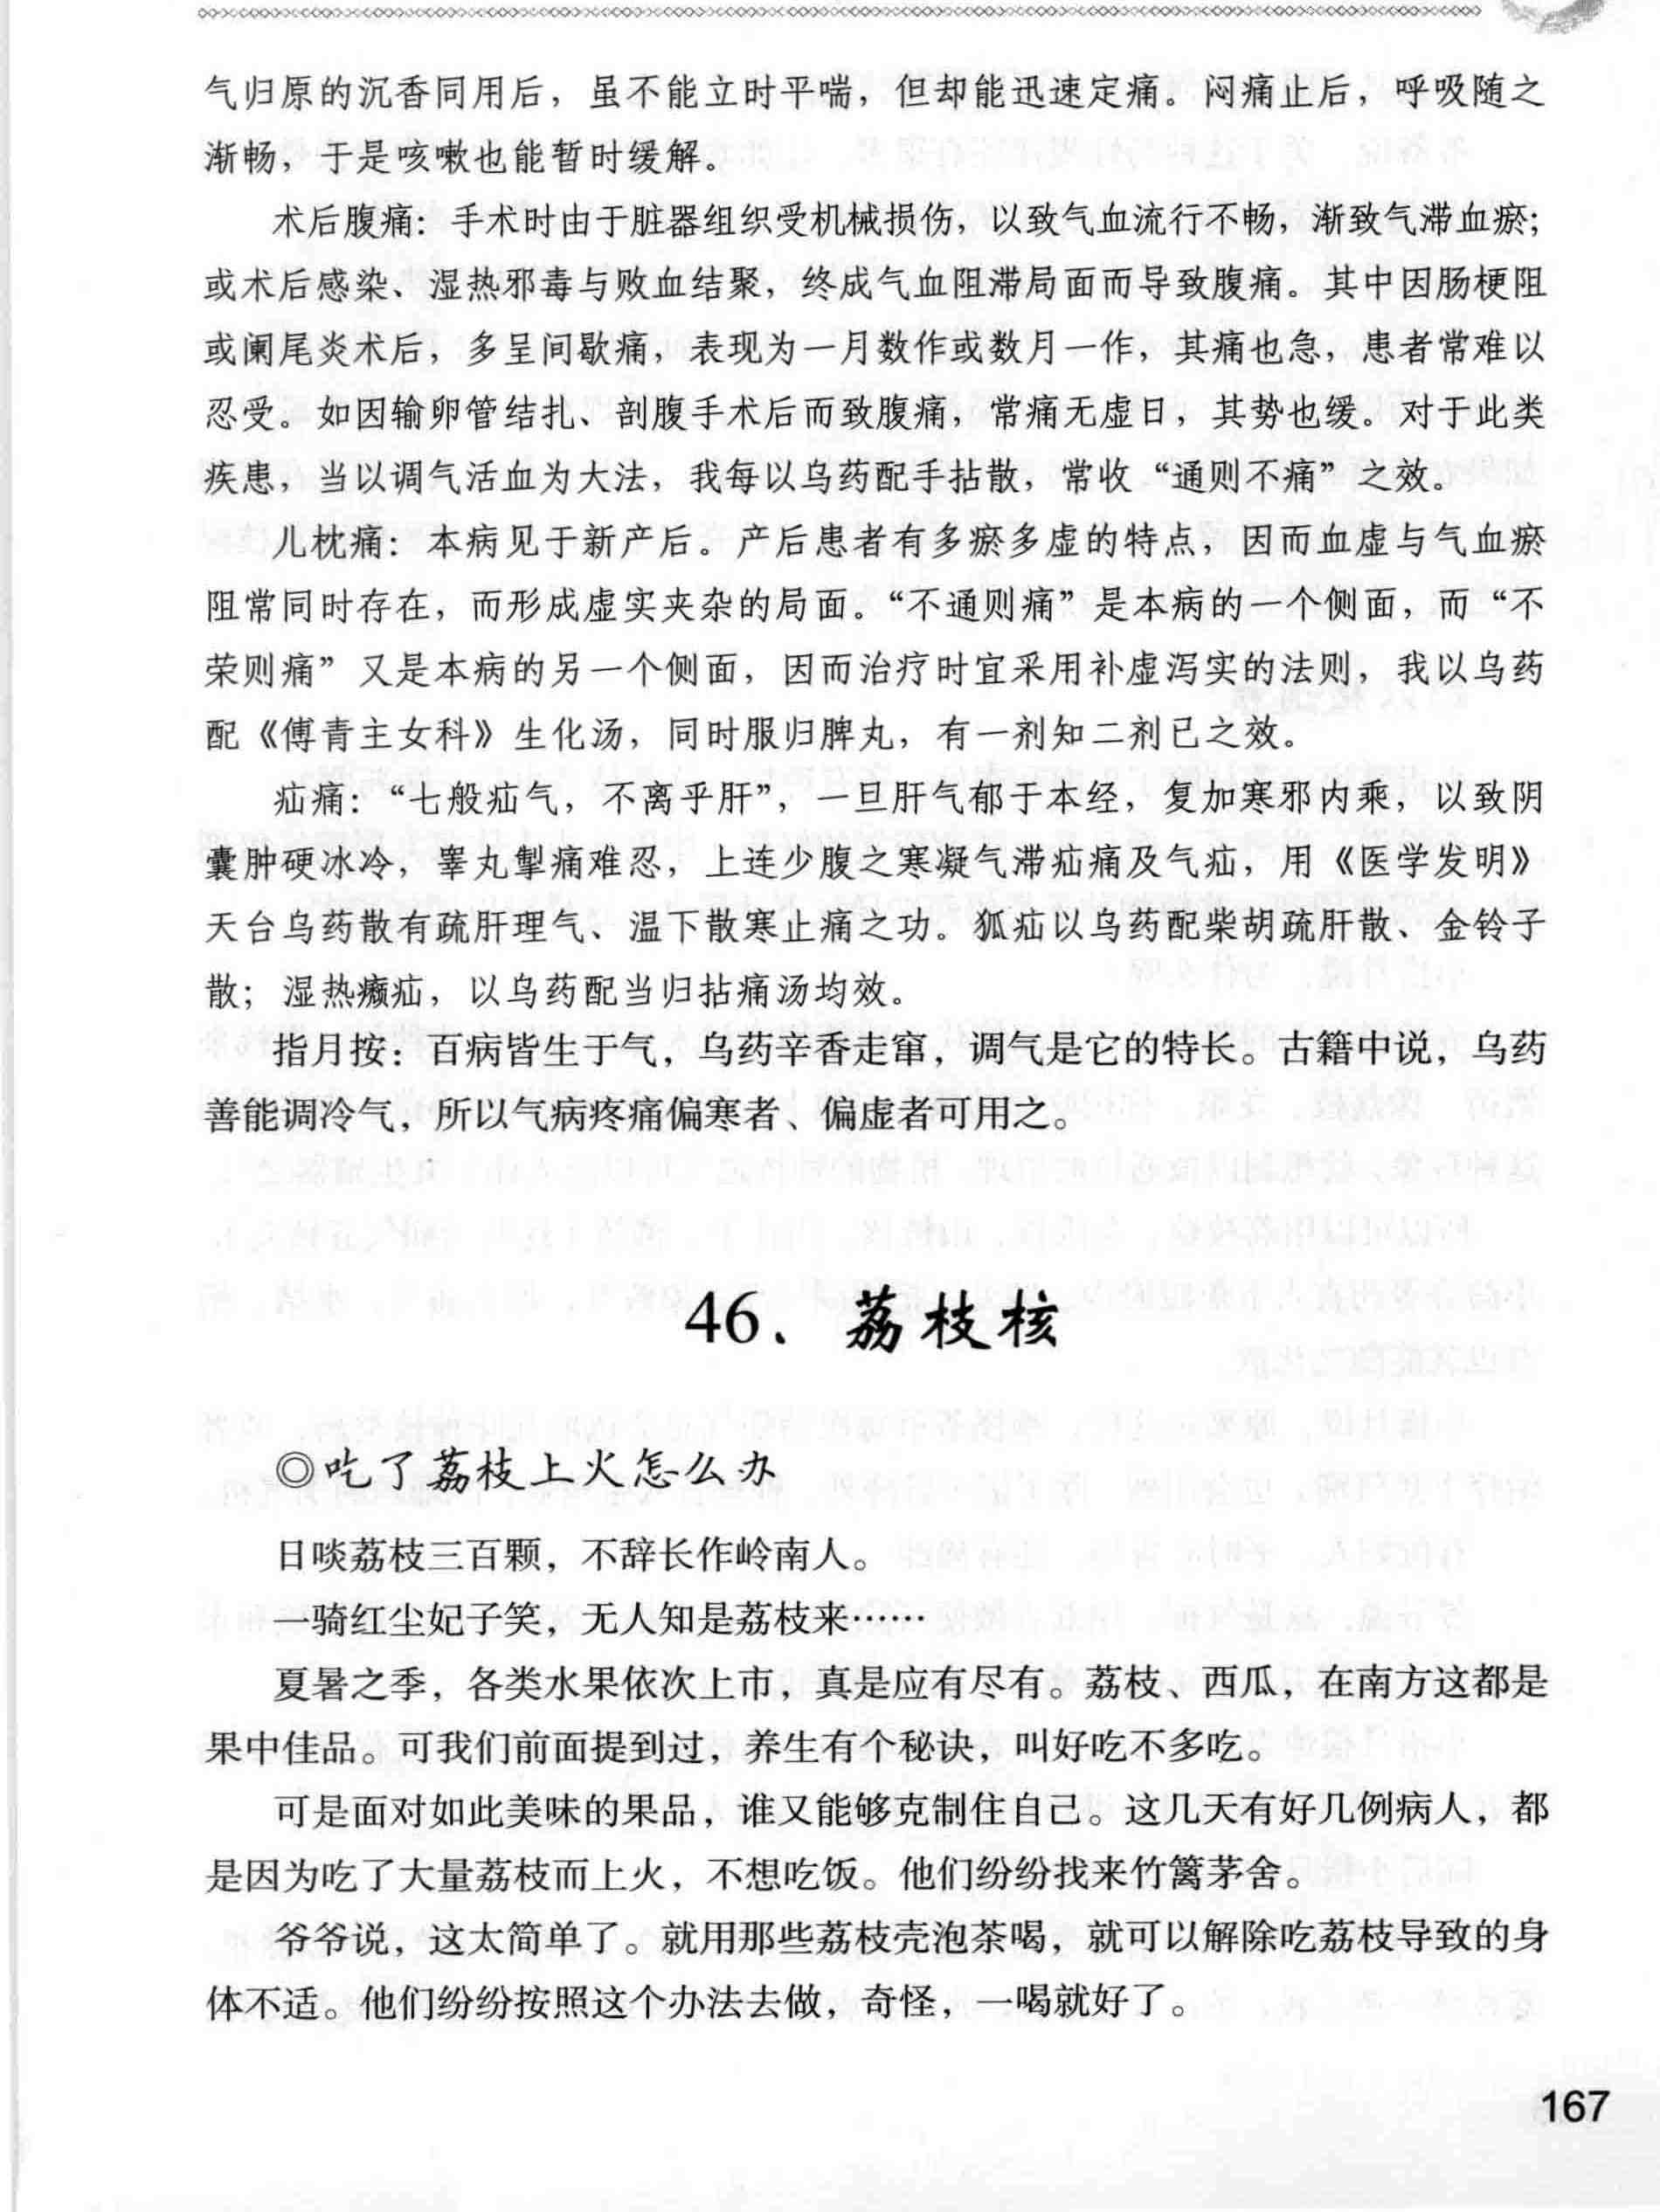 气归原的沉香同用后，虽不能立时平喘，但却能迅速定痛。闷痛止后，呼吸随之
渐畅，于是咳嗽也能暂时缓解。
术后腹痛：手术时由于脏器组织受机械损伤，以致气血流行不畅，渐致气滞血瘀；
或术后感染、湿热邪毒与败血结聚，终成气血阻滞局面而导致腹痛。其中因肠梗阻
或阑尾炎术后，多呈间歇痛，表现为一月数作或数月一作，其痛也急，患者常难以
忍受。如因输卵管结扎、剖腹手术后而致腹痛，常痛无虚日，其势也缓。对于此类
疾患，当以调气活血为大法，我每以乌药配手拈散，常收“通则不痛”之效。
儿枕痛：本病见于新产后。产后患者有多瘀多虚的特点，因而血虚与气血瘀
阻常同时存在，而形成虚实夹杂的局面。“不通则痛”是本病的一个侧面，而“不
荣则痛”又是本病的另一个侧面，因而治疗时宜采用补虚泻实的法则，我以乌药
配《傅青主女科》生化汤，同时服归脾丸，有一剂知二剂已之效。
疝痛：“七般疝气，不离乎肝”，一旦肝气郁于本经，复加寒邪内乘，以致阴
囊肿硬冰冷，睾丸掣痛难忍，上连少腹之寒凝气滞疝痛及气疝，用《医学发明》
天台乌药散有疏肝理气、温下散寒止痛之功。狐疝以乌药配柴胡疏肝散、金铃子
散；湿热癞疝，以乌药配当归拈痛汤均效。
指月按：百病皆生于气，乌药辛香走窜，调气是它的特长。古籍中说，乌药
善能调冷气，所以气病疼痛偏寒者、偏虚者可用之。
46、荔枝核
◎吃了荔枝上火怎么办
日啖荔枝三百颗，不辞长作岭南人。
一骑红尘妃子笑，无人知是荔枝来……
夏暑之季，各类水果依次上市，真是应有尽有。荔枝、西瓜，在南方这都是
果中佳品。可我们前面提到过，养生有个秘诀，叫好吃不多吃。
可是面对如此美味的果品，谁又能够克制住自己。这几天有好几例病人，都
是因为吃了大量荔枝而上火，不想吃饭。他们纷纷找来竹篱茅舍。
爷爷说，这太简单了。就用那些荔枝壳泡茶喝，就可以解除吃荔枝导致的身
体不适。他们纷纷按照这个办法去做，奇怪，一喝就好了。
167